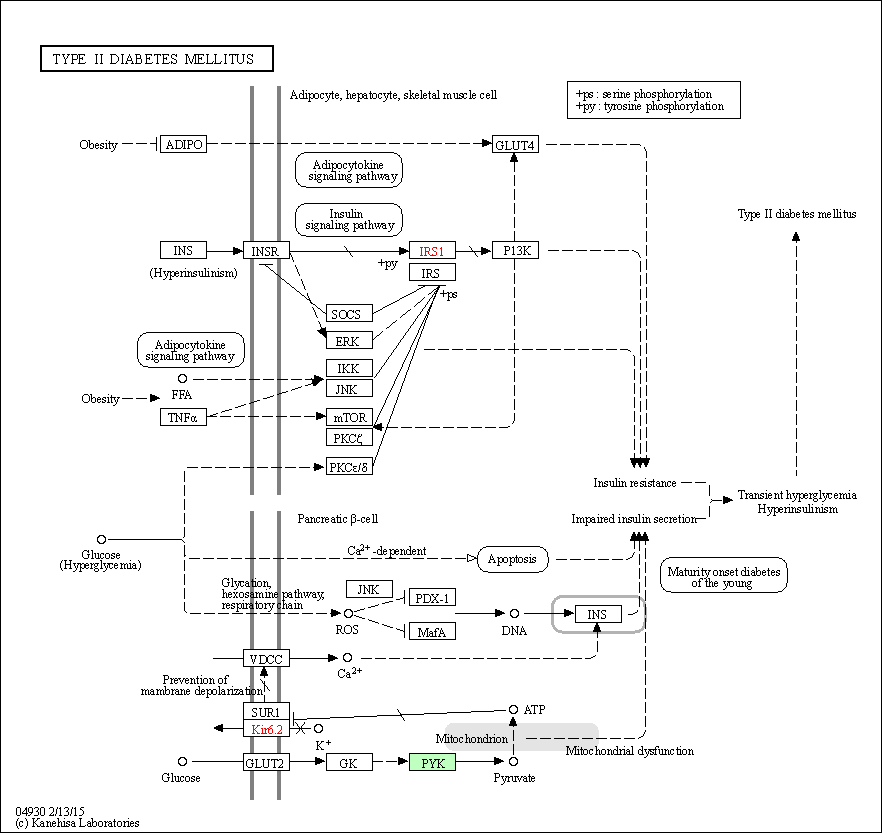 TYPE II DIABETES MELLITUS
Adipocyte, hepatocyte, skeletal muscle cell
+ps : serine phosphorylation
+py : tyrosine phosphorylation
Obesity
ADIPO
GLUT4
Adipocytokine
signaling pathway
Insulin
signaling pathway
Type II diabetes mellitus
INS
INSR
IRS1
P13K
(Hyperinsulinism)
+py
IRS
+ps
SOCS
ERK
Adipocytokine
signaling pathway
IKK
FFA
JNK
Obesity
TNFα
mTOR
PKCζ
PKCε/δ
Insulin resistance
Transient hyperglycemia
Hyperinsulinism
Pancreatic β-cell
Impaired insulin secretion
Glucose
(Hyperglycemia)
Ca2+ -dependent
Apoptosis
Maturity onset diabetes
of the young
Glycation,
hexosamine pathway,
respiratory chain
JNK
PDX-1
ROS
MafA
DNA
INS
VDCC
Ca2+
Prevention of
membrane depolarization
SUR1
ATP
Kir6.2
K+
Mitochondrion
Mitochondrial dysfunction
GLUT2
GK
PYK
Glucose
Pyruvate
04930 2/13/15
(c) Kanehisa Laboratories